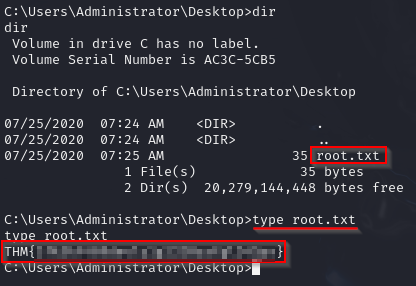 C:\Users\Administrator\Desktop>dir
dir
 Volume in drive C has no label.
 Volume Serial Number is AC3C-5CB5

 Directory of C:\Users\Administrator\Desktop

07/25/2020  07:24 AM    <DIR>          .
07/25/2020  07:24 AM    <DIR>          ..
07/25/2020  07:25 AM                35 root.txt
               1 File(s)             35 bytes
               2 Dir(s)  20,279,144,448 bytes free

C:\Users\Administrator\Desktop>type root.txt
type root.txt
THM{ }
C:\Users\Administrator\Desktop>